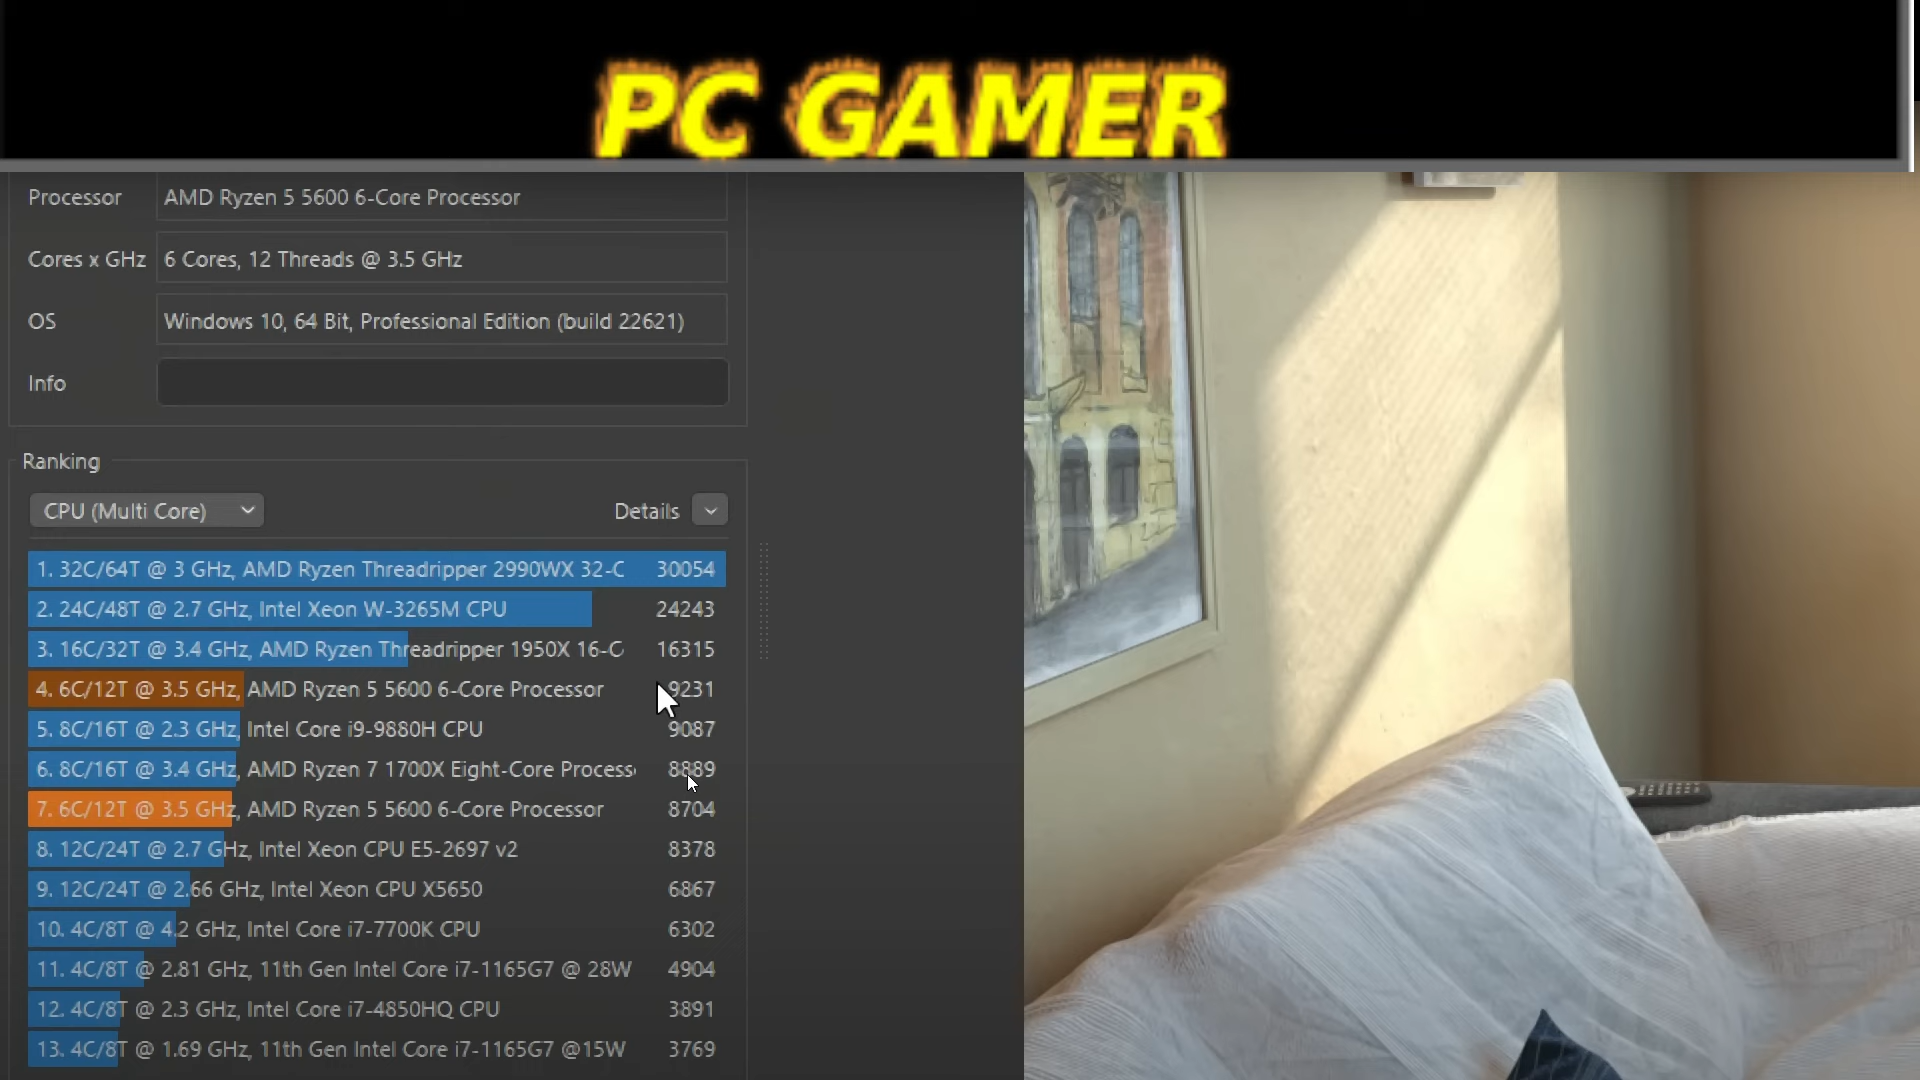 PC GAMER
Processor AMD Ryzen 5 5600 6-Core Processor
Cores x GHz 6 Cores, 12 Threads @ 3.5 GHz
OS Windows 10, 64 Bit, Professional Edition (build 22621)
Info
Ranking
CPU (Multi Core) Details
1. 32C/64T @ 3 GHz, AMD Ryzen Threadripper 2990WX 32-C 30054
2. 24C/48T @ 2.7 GHz, Intel Xeon W-3265M CPU 24243
3. 16C/32T @ 3.4 GHz, AMD Ryzen Threadripper 1950X 16-C 16315
4. 6C/12T @ 3.5 GHz, AMD Ryzen 5 5600 6-Core Processor 9231
5. 8C/16T @ 2.3 GHz, Intel Core i9-9880H CPU 9087
6. 8C/16T @ 3.4 GHz, AMD Ryzen 7 1700X Eight-Core Process 8889
7. 6C/12T @ 3.5 GHz, AMD Ryzen 5 5600 6-Core Processor 8704
8. 12C/24T @ 2.7 GHz, Intel Xeon CPU E5-2697 v2 8378
9. 12C/24T @ 2.66 GHz, Intel Xeon CPU X5650 6867
10. 4C/8T @ 4.2 GHz, Intel Core i7-7700K CPU 6302
11. 4C/8T @ 2.81 GHz, 11th Gen Intel Core i7-1165G7 @ 28W 4904
12. 4C/8T @ 2.3 GHz, Intel Core i7-4850HQ CPU 3891
13. 4C/8T @ 1.69 GHz, 11th Gen Intel Core i7-1165G7 @15W 3769